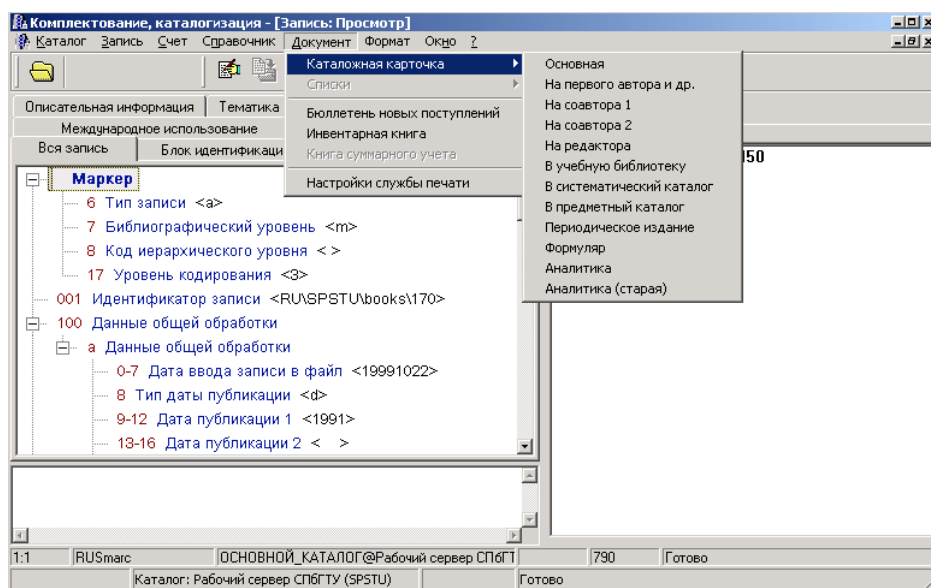 Комплектование, каталогизация - [Запись: Просмотр]
Каталог Запись Счет Справочник Документ Формат Окно ?
Каталожная карточка
Списки
Бюллетень новых поступлений
Инвентарная книга
Книга суммарного учета
Настройки службы печати
Основная
На первого автора и др.
На соавтора 1
На соавтора 2
На редактора
В учебную библиотеку
В систематический каталог
В предметный каталог
Периодическое издание
Формуляр
Аналитика
Аналитика (старая)
Описательная информация Тематика
Международное использование
Вся запись Блок идентификаци
150
Маркер
6 Тип записи <a>
7 Библиографический уровень <m>
8 Код иерархического уровня < >
17 Уровень кодирования <3>
001 Идентификатор записи <RU\SPSTU\books\170>
100 Данные общей обработки
a Данные общей обработки
0-7 Дата ввода записи в файл <19991022>
8 Тип даты публикации <d>
9-12 Дата публикации 1 <1991>
13-16 Дата публикации 2 < >
1:1 RUSmarc ОСНОВНОЙ_КАТАЛОГ@Рабочий сервер СПбГТ 790 Готово
Каталог: Рабочий сервер СПбГТУ (SPSTU) Готово